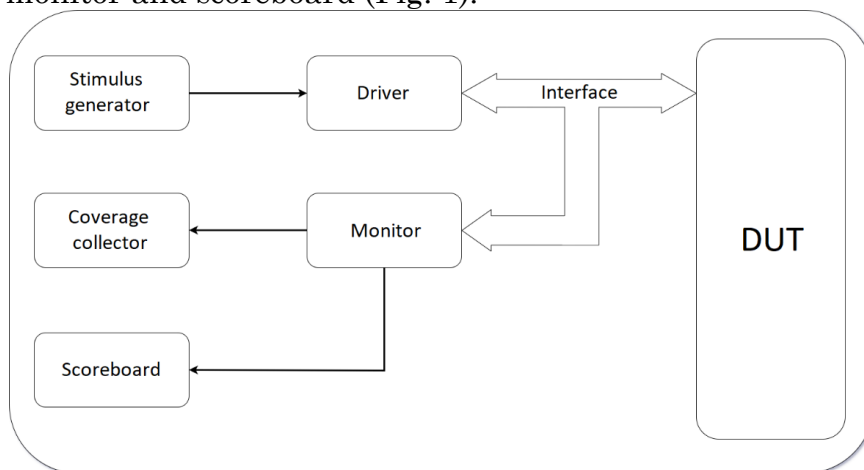 monitor and scoreboard (Fig. 1).
Stimulus
generator
Driver
Interface
Coverage
collector
Monitor
DUT
Scoreboard